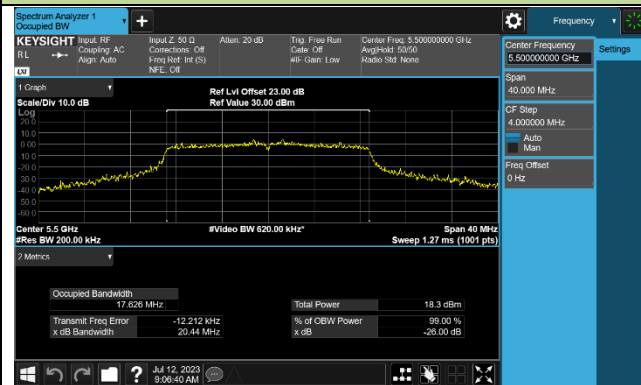 Spectrum Analyzer 1
Occupied BW
Frequency
KEYSIGHT
RL
LXI
Input: RF
Coupling: AC
Align: Auto
Input Z: 50 Ω
Corrections: Off
Freq Ref: Int (S)
NFE: Off
Atten: 20 dB
Trig: Free Run
Gate: Off
#IF Gain: Low
Center Freq: 5.500000000 GHz
Avg|Hold: 50/50
Radio Std: None
Center Frequency
5.500000000 GHz
Settings
Span
40.000 MHz
CF Step
4.000000 MHz
Auto
Man
Freq Offset
0 Hz
1 Graph
Scale/Div 10.0 dB
Ref Lvl Offset 23.00 dB
Ref Value 30.00 dBm
Log
20.0
10.0
0.00
-10.0
-20.0
-30.0
-40.0
-50.0
-60.0
Center 5.5 GHz
#Res BW 200.00 kHz
#Video BW 620.00 kHz*
Span 40 MHz
Sweep 1.27 ms (1001 pts)
2 Metrics
Occupied Bandwidth
17.626 MHz
Total Power 18.3 dBm
Transmit Freq Error -12.212 kHz
% of OBW Power 99.00 %
x dB Bandwidth 20.44 MHz
x dB -26.00 dB
?
Jul 12, 2023
9:06:40 AM